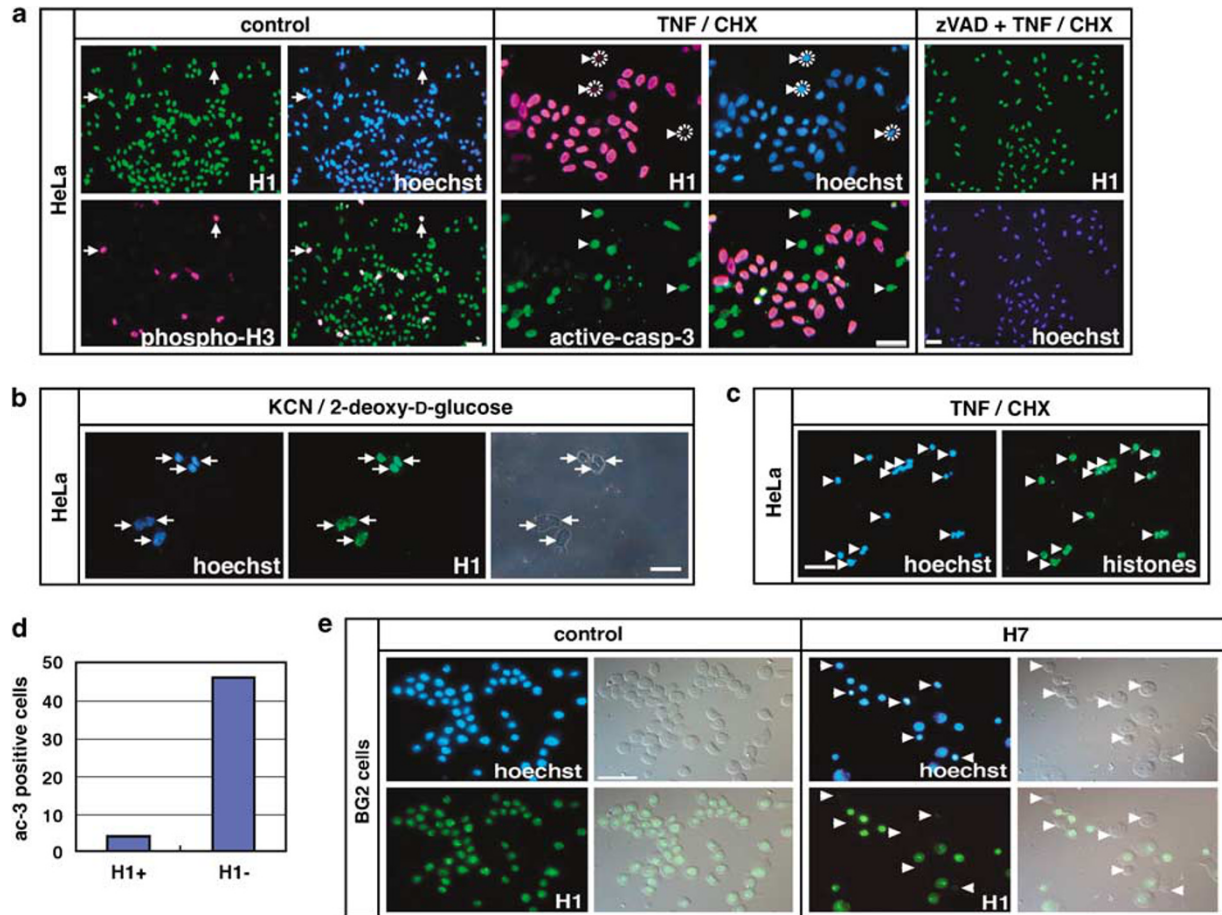 a
control
TNF / CHX
zVAD + TNF / CHX
HeLa
H1
hoechst
H1
hoechst
H1
phospho-H3
active-casp-3
hoechst
b
KCN / 2-deoxy-D-glucose
HeLa
hoechst
H1
c
TNF / CHX
HeLa
hoechst
histones
d
ac-3 positive cells
50
40
30
20
10
0
H1+
H1-
e
control
H7
BG2 cells
hoechst
hoechst
H1
H1